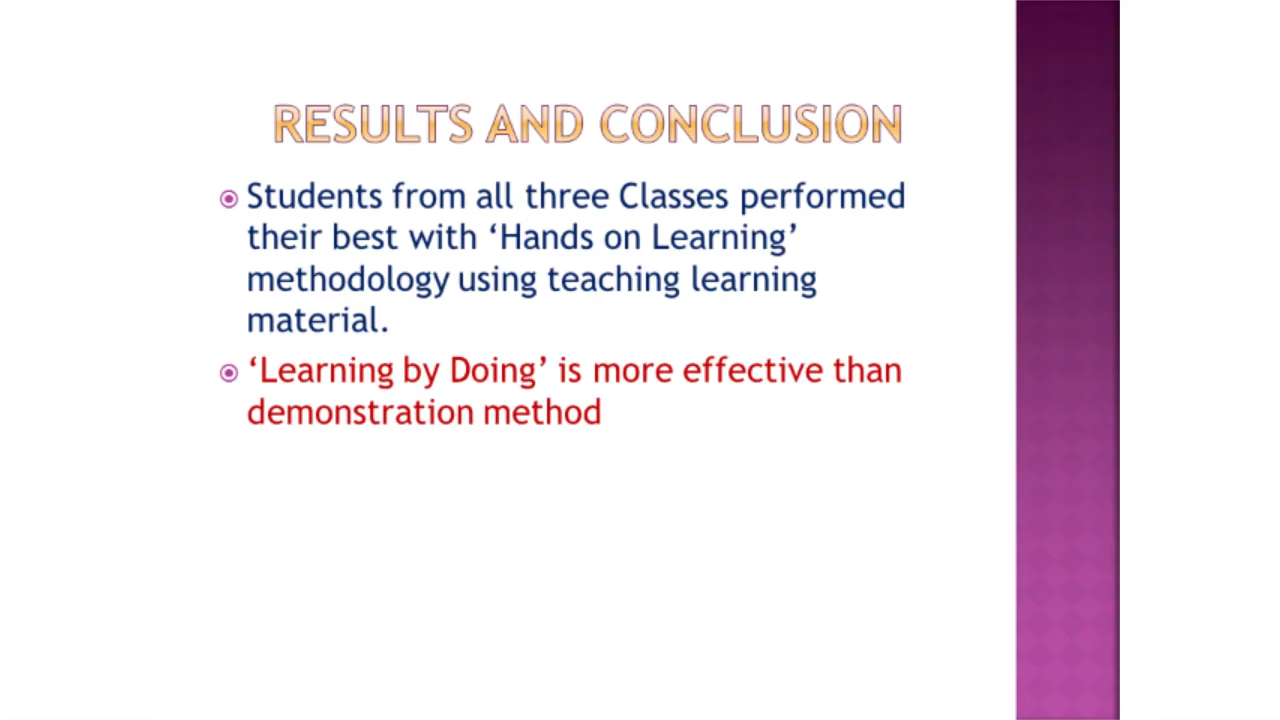 RESULTS AND CONCLUSION
Students from all three Classes performed
their best with ‘Hands on Learning’
methodology using teaching learning
material.
‘Learning by Doing’ is more effective than
demonstration method